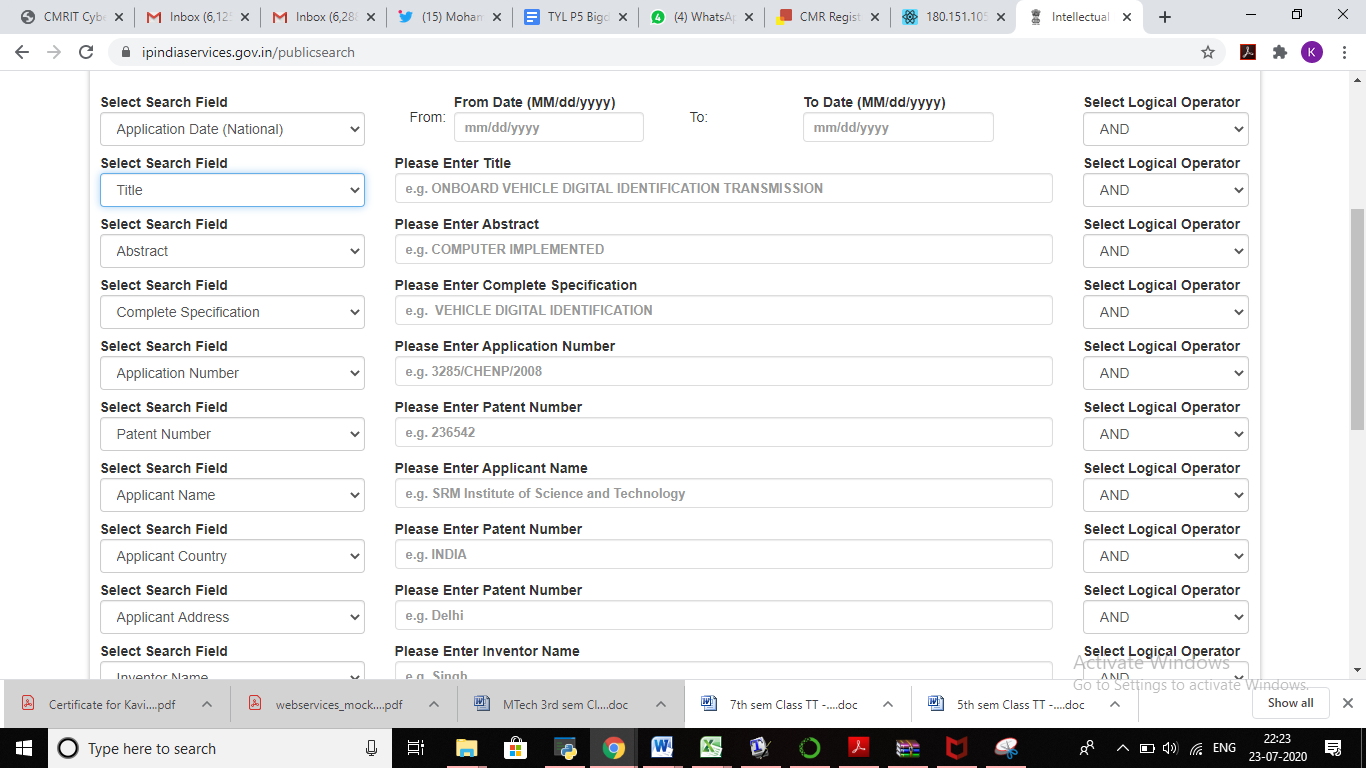 CMRIT Cyb
Inbox (6,12
Inbox (6,28
(15) Moham
TYL P5 Bigd
(4) WhatsA
CMR Regist
180.151.105
Intellectual
ipindiaservices.gov.in/publicsearch
K
Select Search Field
From Date (MM/dd/yyyy)
To Date (MM/dd/yyyy)
Select Logical Operator
Application Date (National)
From:
mm/dd/yyyy
To:
mm/dd/yyyy
AND
Select Search Field
Please Enter Title
Select Logical Operator
Title
e.g. ONBOARD VEHICLE DIGITAL IDENTIFICATION TRANSMISSION
AND
Select Search Field
Please Enter Abstract
Select Logical Operator
Abstract
e.g. COMPUTER IMPLEMENTED
AND
Select Search Field
Please Enter Complete Specification
Select Logical Operator
Complete Specification
e.g. VEHICLE DIGITAL IDENTIFICATION
AND
Select Search Field
Please Enter Application Number
Select Logical Operator
Application Number
e.g. 3285/CHENP/2008
AND
Select Search Field
Please Enter Patent Number
Select Logical Operator
Patent Number
e.g. 236542
AND
Select Search Field
Please Enter Applicant Name
Select Logical Operator
Applicant Name
e.g. SRM Institute of Science and Technology
AND
Select Search Field
Please Enter Patent Number
Select Logical Operator
Applicant Country
e.g. INDIA
AND
Select Search Field
Please Enter Patent Number
Select Logical Operator
Applicant Address
e.g. Delhi
AND
Select Search Field
Please Enter Inventor Name
Select Logical Operator
Inventor Name
e.g. Singh
AND
Activate Windows
Go to Settings to activate Windows.
Certificate for Kavi....pdf
webservices_mock....pdf
MTech 3rd sem Cl....doc
7th sem Class TT -....doc
5th sem Class TT -....doc
Show all
Type here to search
ENG
22:23
23-07-2020